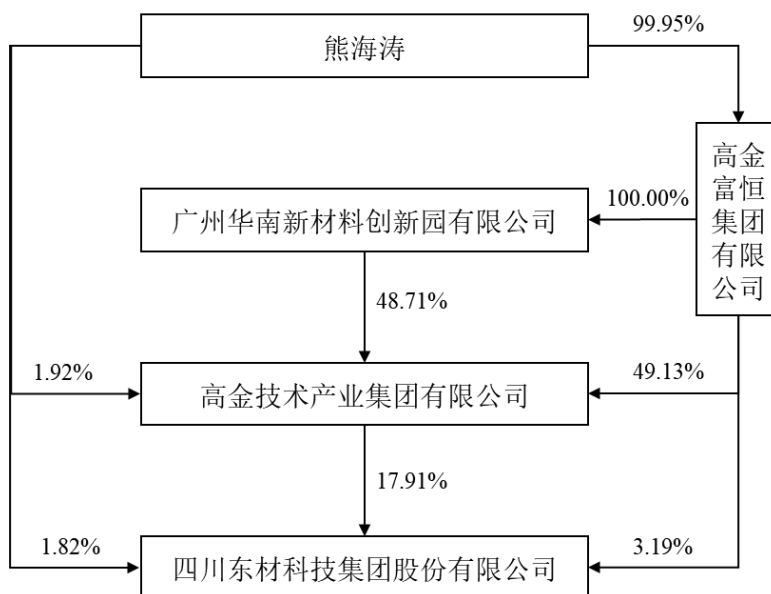 熊海涛
99.95%
高金
富恒
集团
有限
公司
100.00%
广州华南新材料创新园有限公司
48.71%
1.92%
高金技术产业集团有限公司
49.13%
17.91%
1.82%
四川东材科技集团股份有限公司
3.19%